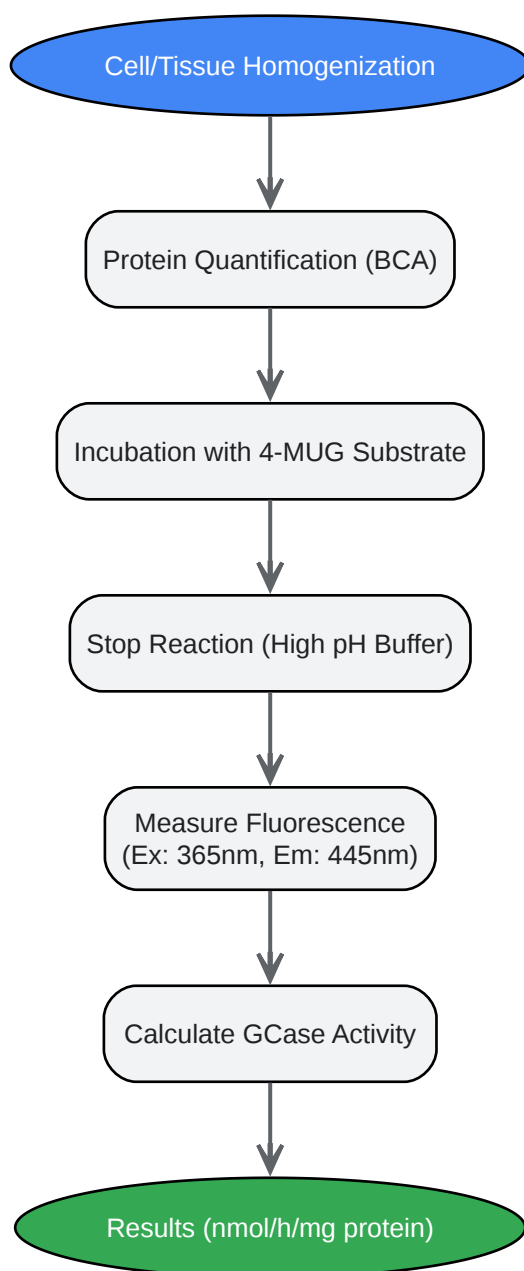 Cell/Tissue Homogenization
Protein Quantification (BCA)
Incubation with 4-MUG Substrate
Stop Reaction (High pH Buffer)
Measure Fluorescence
(Ex: 365nm, Em: 445nm)
Calculate GCase Activity
Results (nmol/h/mg protein)